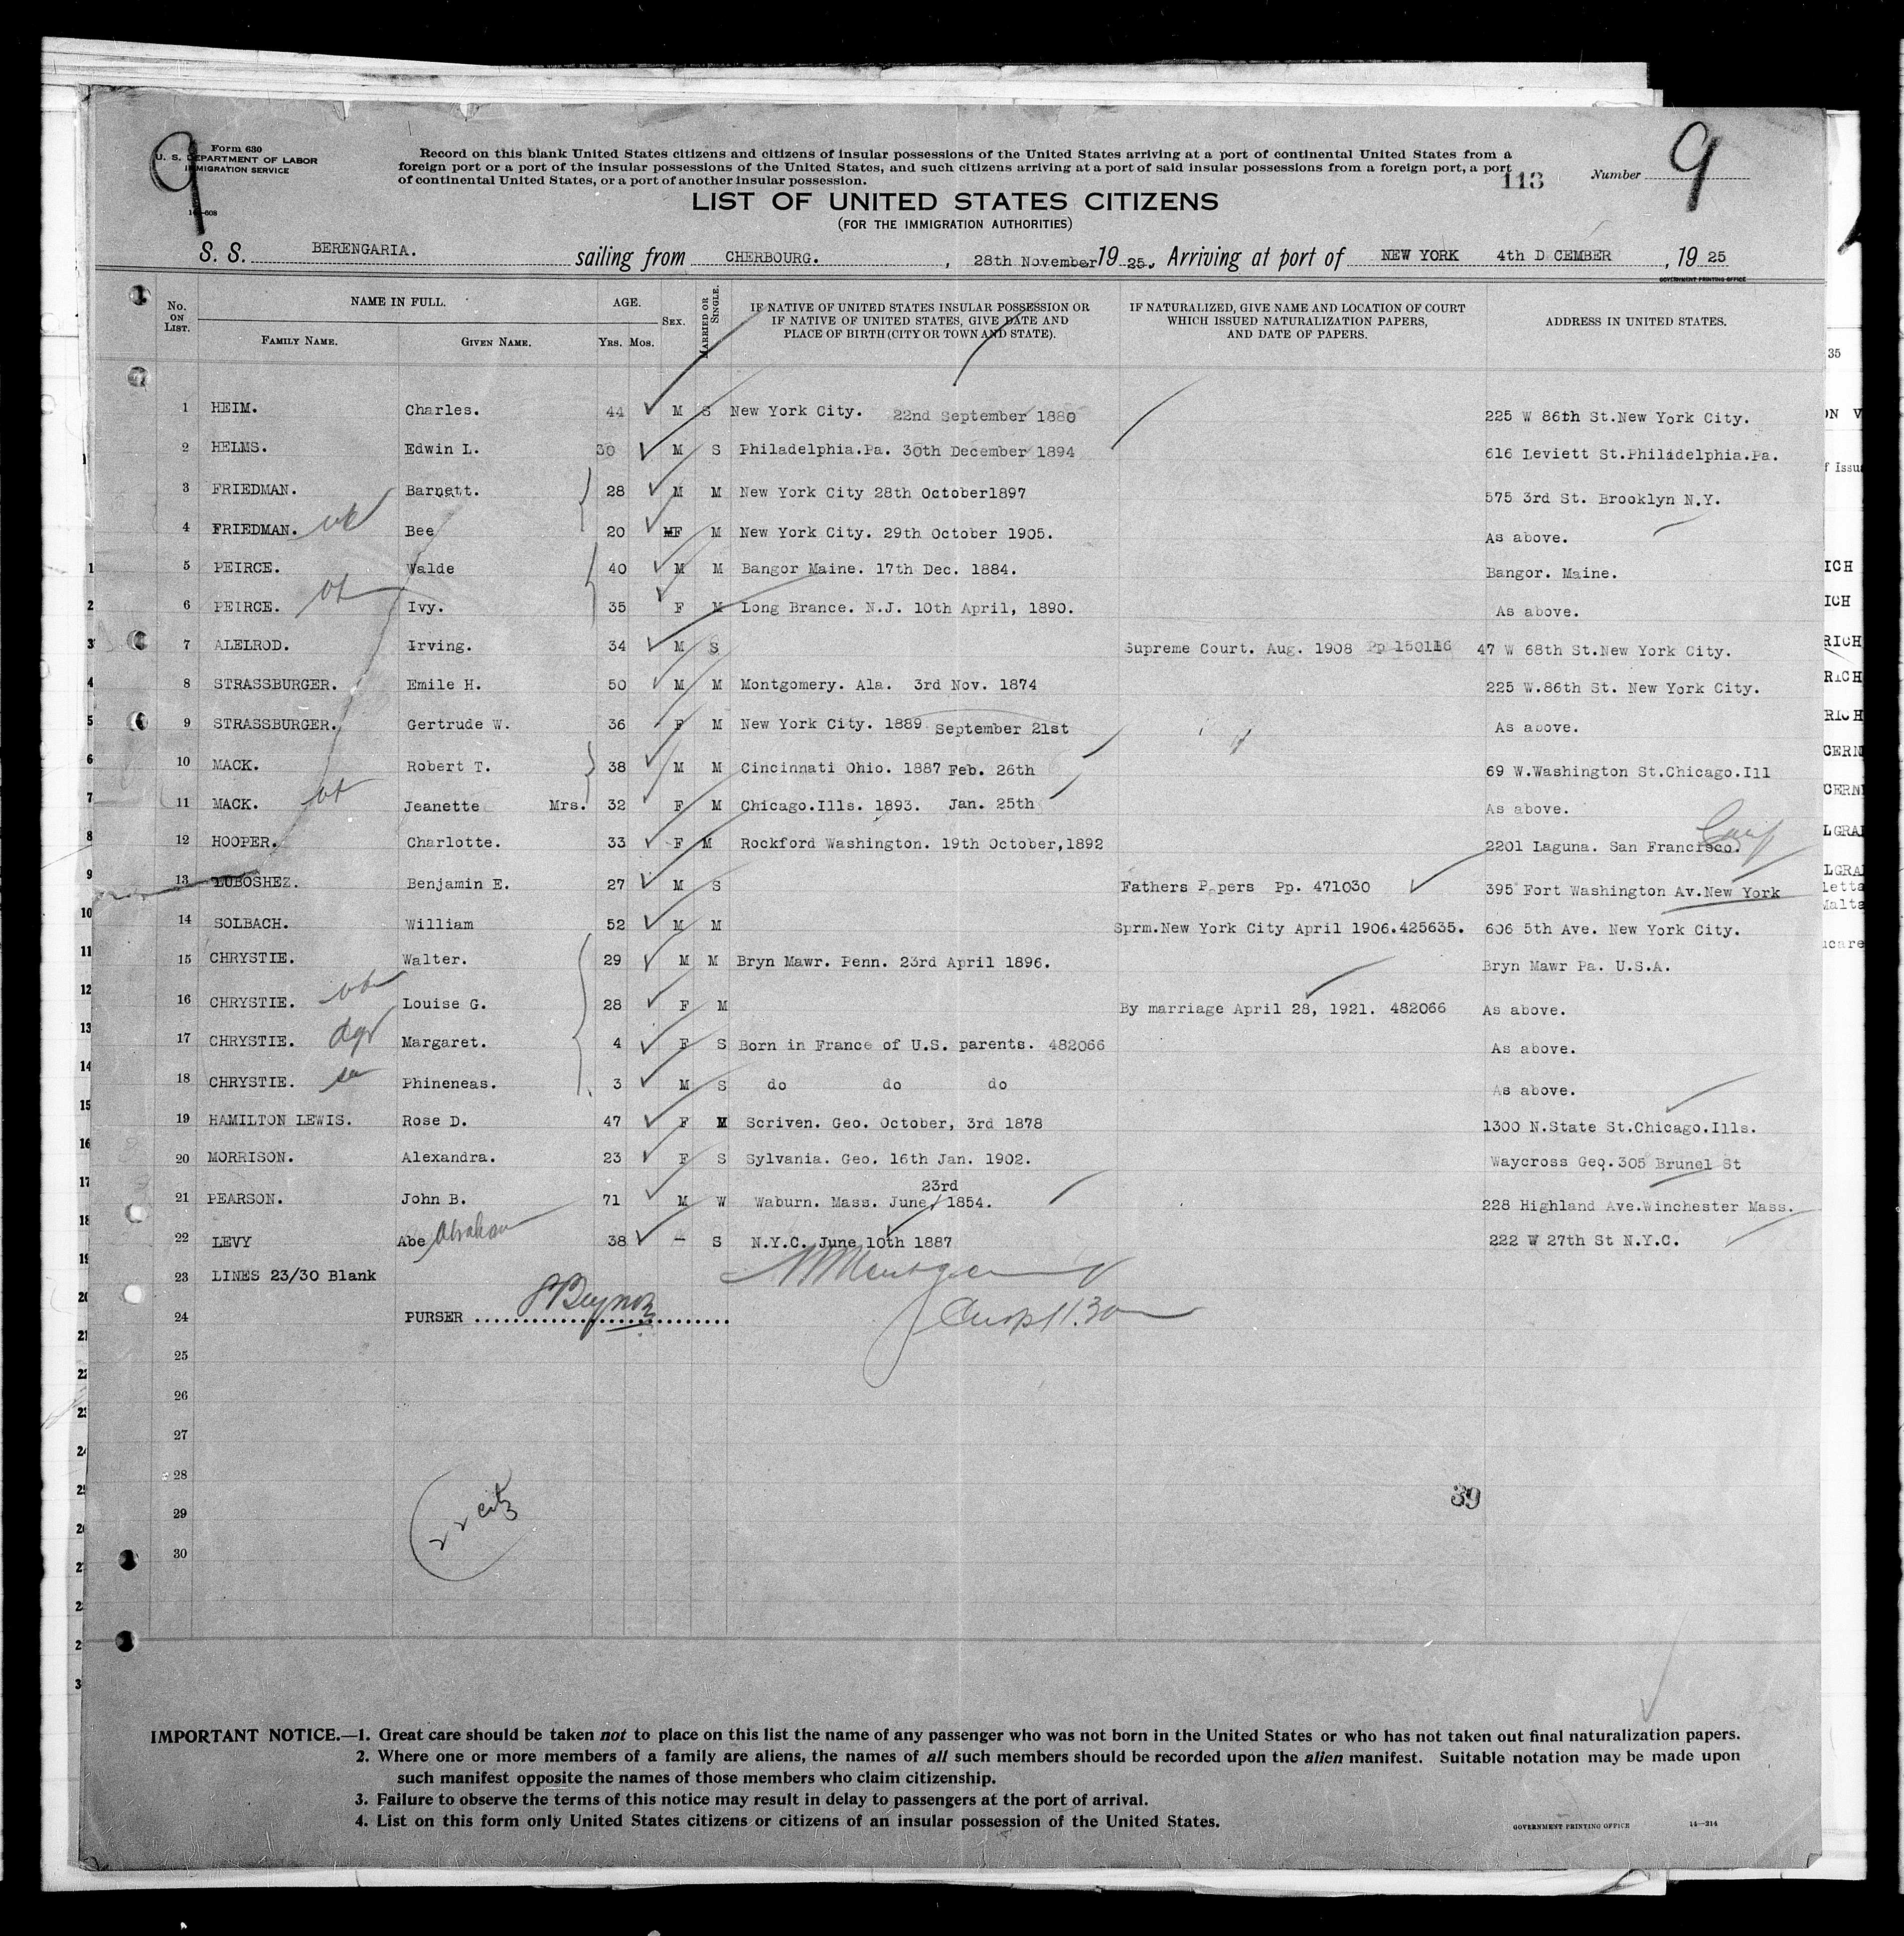 9
Form 630
U. S. DEPARTMENT OF LABOR
IMMIGRATION SERVICE
Record on this blank United States citizens and citizens of insular possessions of the United States arriving at a port of continental United States from a
foreign port or a port of the insular possessions of the United States, and such citizens arriving at a port of said insular possessions from a foreign port, a port
of continental United States, or a port of another insular possession.
113
Number 9
LIST OF UNITED STATES CITIZENS
(FOR THE IMMIGRATION AUTHORITIES)
S. S. BERENGARIA. sailing from CHERBOURG. , 28th November 19 25., Arriving at port of NEW YORK 4th D CEMBER , 19 25
GOVERNMENT PRINTING OFFICE
No. ON LIST. NAME IN FULL. FAMILY NAME. GIVEN NAME. AGE. YRS. MOS. SEX. MARRIED OR SINGLE. IF NATIVE OF UNITED STATES INSULAR POSSESSION OR IF NATIVE OF UNITED STATES, GIVE DATE AND PLACE OF BIRTH (CITY OR TOWN AND STATE). IF NATURALIZED, GIVE NAME AND LOCATION OF COURT WHICH ISSUED NATURALIZATION PAPERS, AND DATE OF PAPERS. ADDRESS IN UNITED STATES.
1 HEIM. Charles. 44 M S New York City. 22nd September 1880 225 W 86th St.New York City.
2 HELMS. Edwin L. 30 M S Philadelphia.Pa. 30th December 1894 616 Leviett St.Philadelphia.Pa.
3 FRIEDMAN. Barnett. 28 M M New York City 28th October1897 575 3rd St. Brooklyn N.Y.
4 FRIEDMAN. Bee 20 MF M New York City. 29th October 1905. As above.
5 PEIRCE. Walde 40 M M Bangor Maine. 17th Dec. 1884. Bangor. Maine.
6 PEIRCE. Ivy. 35 F M Long Brance. N.J. 10th April, 1890. As above.
7 ALELROD. Irving. 34 M S Supreme Court. Aug. 1908 Pp 150116 47 W 68th St.New York City.
8 STRASSBURGER. Emile H. 50 M M Montgomery. Ala. 3rd Nov. 1874 225 W.86th St. New York City.
9 STRASSBURGER. Gertrude W. 36 F M New York City. 1889 September 21st As above.
10 MACK. Robert T. 38 M M Cincinnati Ohio. 1887 Feb. 26th 69 W.Washington St.Chicago.Ill
11 MACK. Jeanette Mrs. 32 F M Chicago.Ills. 1893. Jan. 25th As above.
12 HOOPER. Charlotte. 33 F M Rockford Washington. 19th October,1892 2201 Laguna. San Francisco.
13 LUBOSHEZ. Benjamin E. 27 M S Fathers Papers Pp. 471030 395 Fort Washington Av.New York
14 SOLBACH. William 52 M M Sprm.New York City April 1906.425635. 606 5th Ave. New York City.
15 CHRYSTIE. Walter. 29 M M Bryn Mawr. Penn. 23rd April 1896. Bryn Mawr Pa. U.S.A.
16 CHRYSTIE. Louise G. 28 F M By marriage April 28, 1921. 482066 As above.
17 CHRYSTIE. dgr Margaret. 4 F S Born in France of U.S. parents. 482066 As above.
18 CHRYSTIE. Phineneas. 3 M S do do do As above.
19 HAMILTON LEWIS. Rose D. 47 F M Scriven. Geo. October, 3rd 1878 1300 N.State St.Chicago.Ills.
20 MORRISON. Alexandra. 23 F S Sylvania. Geo. 16th Jan. 1902. Waycross Geo.305 Brunel St
21 PEARSON. John B. 71 M W Waburn. Mass. June, 23rd 1854. 228 Highland Ave.Winchester Mass.
22 LEVY Abe Abraham 38 – S N.Y.C. June 10th 1887 222 W 27th St N.Y.C.
23 LINES 23/30 Blank
24 PURSER
25
26
27
28
29
30
22 citz
39
IMPORTANT NOTICE.—1. Great care should be taken not to place on this list the name of any passenger who was not born in the United States or who has not taken out final naturalization papers.
2. Where one or more members of a family are aliens, the names of all such members should be recorded upon the alien manifest. Suitable notation may be made upon
such manifest opposite the names of those members who claim citizenship.
3. Failure to observe the terms of this notice may result in delay to passengers at the port of arrival.
4. List on this form only United States citizens or citizens of an insular possession of the United States.
GOVERNMENT PRINTING OFFICE 14—214